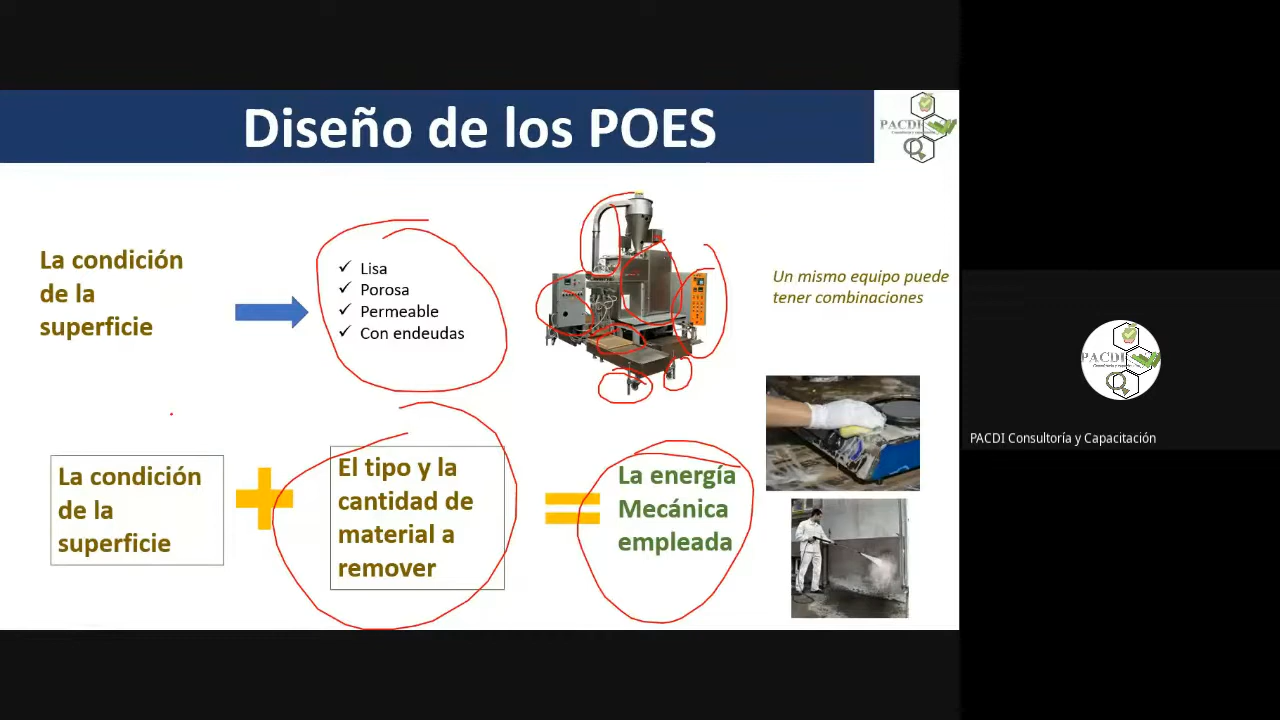 Diseño de los POES
PACDI
La condición
de la
superficie
✓ Lisa
✓ Porosa
✓ Permeable
✓ Con endeudas
Un mismo equipo puede
tener combinaciones
La condición
de la
superficie
El tipo y la
cantidad de
material a
remover
La energía
Mecánica
empleada
PACDI
PACDI Consultoría y Capacitación